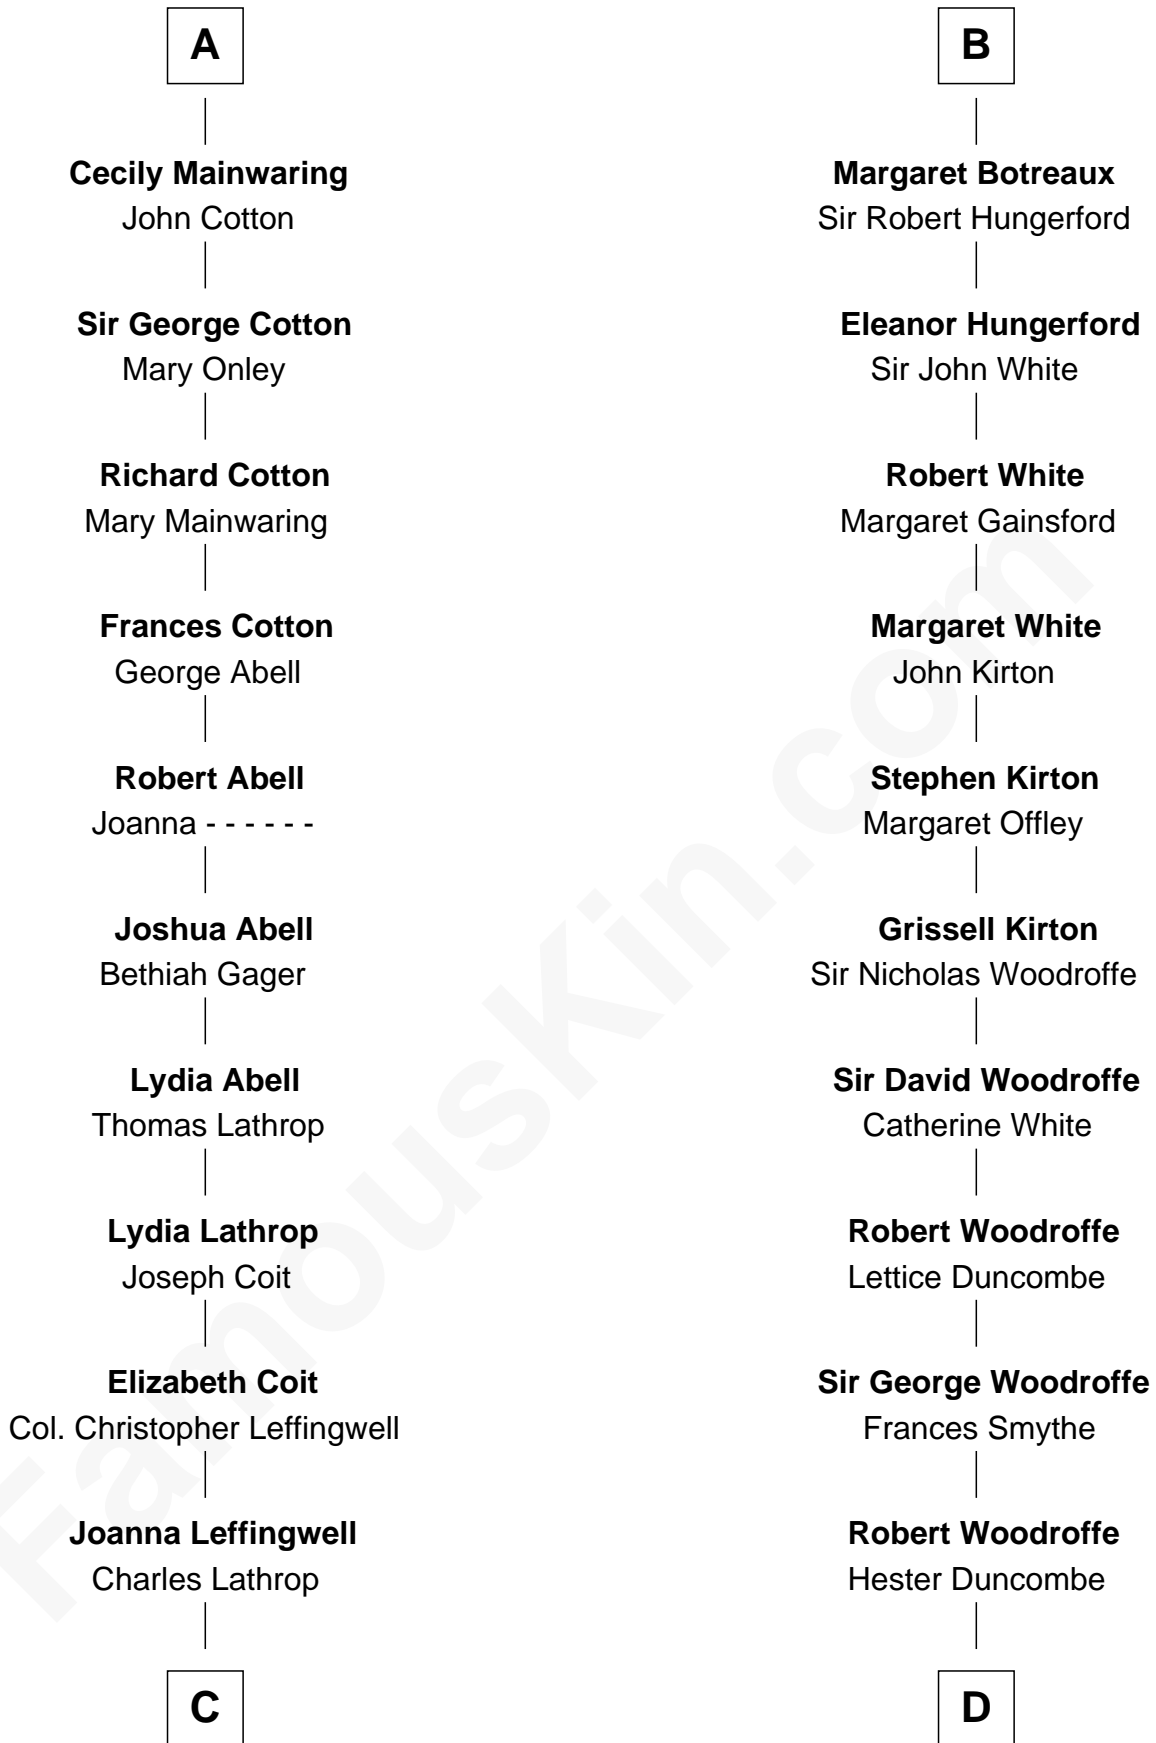 A
Cecily Mainwaring
John Cotton
Sir George Cotton
Mary Onley
Richard Cotton
Mary Mainwaring
Frances Cotton
George Abell
Robert Abell
Joanna - - - - - -
Joshua Abell
Bethiah Gager
Lydia Abell
Thomas Lathrop
Lydia Lathrop
Joseph Coit
Elizabeth Coit
Col. Christopher Leffingwell
Joanna Leffingwell
Charles Lathrop
C
B
Margaret Botreaux
Sir Robert Hungerford
Eleanor Hungerford
Sir John White
Robert White
Margaret Gainsford
Margaret White
John Kirton
Stephen Kirton
Margaret Offley
Grissell Kirton
Sir Nicholas Woodroffe
Sir David Woodroffe
Catherine White
Robert Woodroffe
Lettice Duncombe
Sir George Woodroffe
Frances Smythe
Robert Woodroffe
Hester Duncombe
D
FamousKin.com